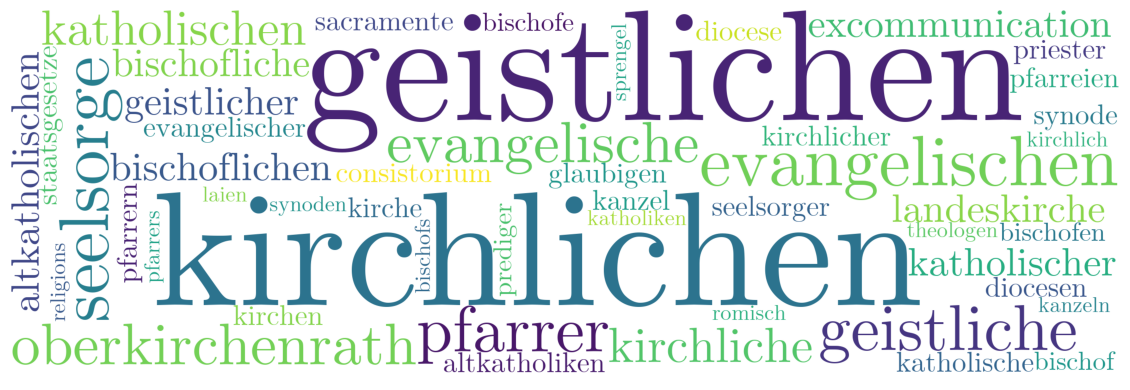 katholischen
sacramente
bischofe
geistlichen
diocese
excommunication
altkatholischen
staatsgesetze
seelsorge
bischofliche
sprengel
priester
pfarreien
geistlicher
evangelischer
synode
kirchlicher
kirchlich
evangelische
evangelischen
bischoflichen
consistorium
glaubigen
laien
synoden
kirche
kanzel
katholiken
seelsorger
landeskirche
theologen
bischofen
pfarrern
pfarrers
religions
kirchlichen
bischofs
prediger
katholischer
diocesen
kanzeln
kirchen
romisch
oberkirchenrath
pfarrer
altkatholiken
kirchliche
geistliche
katholische
bischof